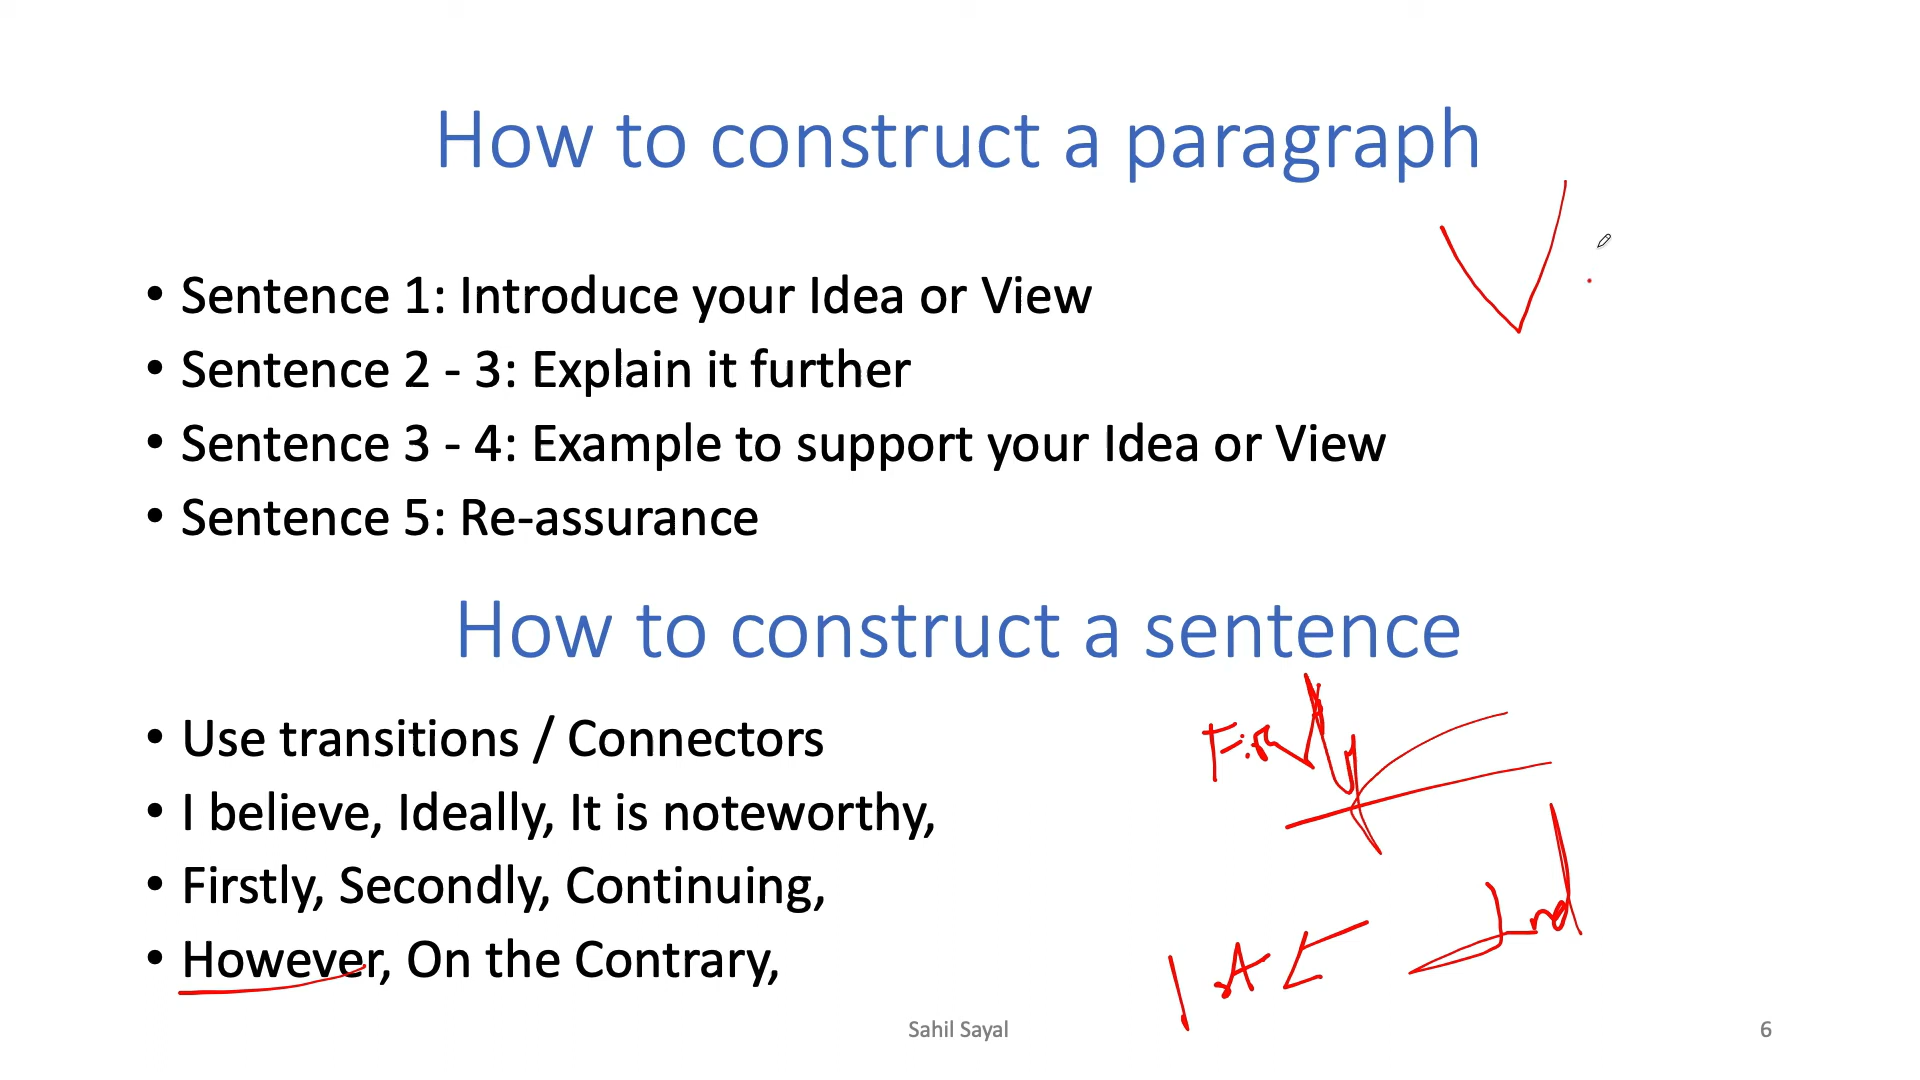 How to construct a paragraph
• Sentence 1: Introduce your Idea or View
• Sentence 2 - 3: Explain it further
• Sentence 3 - 4: Example to support your Idea or View
• Sentence 5: Re-assurance
How to construct a sentence
• Use transitions / Connectors
• I believe, Ideally, It is noteworthy,
• Firstly, Secondly, Continuing,
• However, On the Contrary,
Sahil Sayal
6